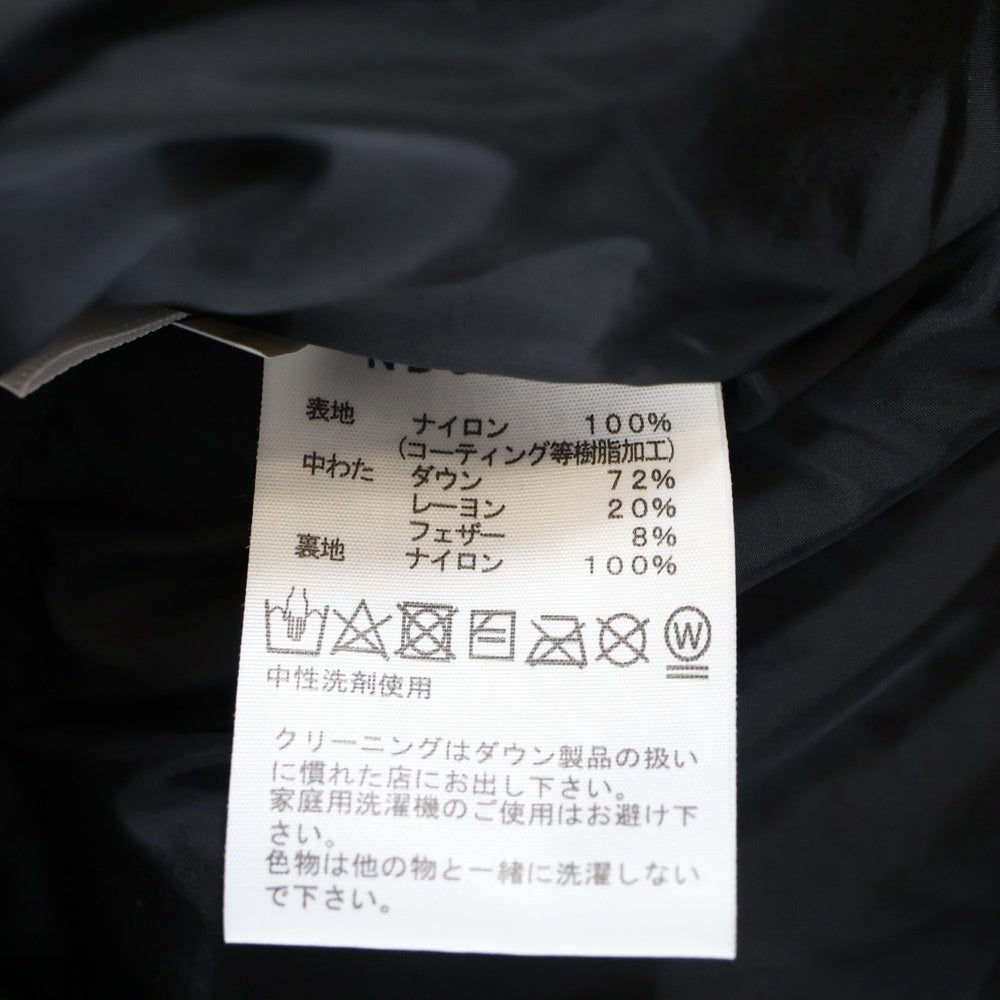 表地 ナイロン 100%
(コーティング等樹脂加工)
中わた ダウン 72%
レーヨン 20%
フェザー 8%
裏地 ナイロン 100%
W
中性洗剤使用
クリーニングはダウン製品の扱い
に慣れた店にお出し下さい。
家庭用洗濯機のご使用はお避け下
さい。
色物は他の物と一緒に洗濯しない
で下さい。